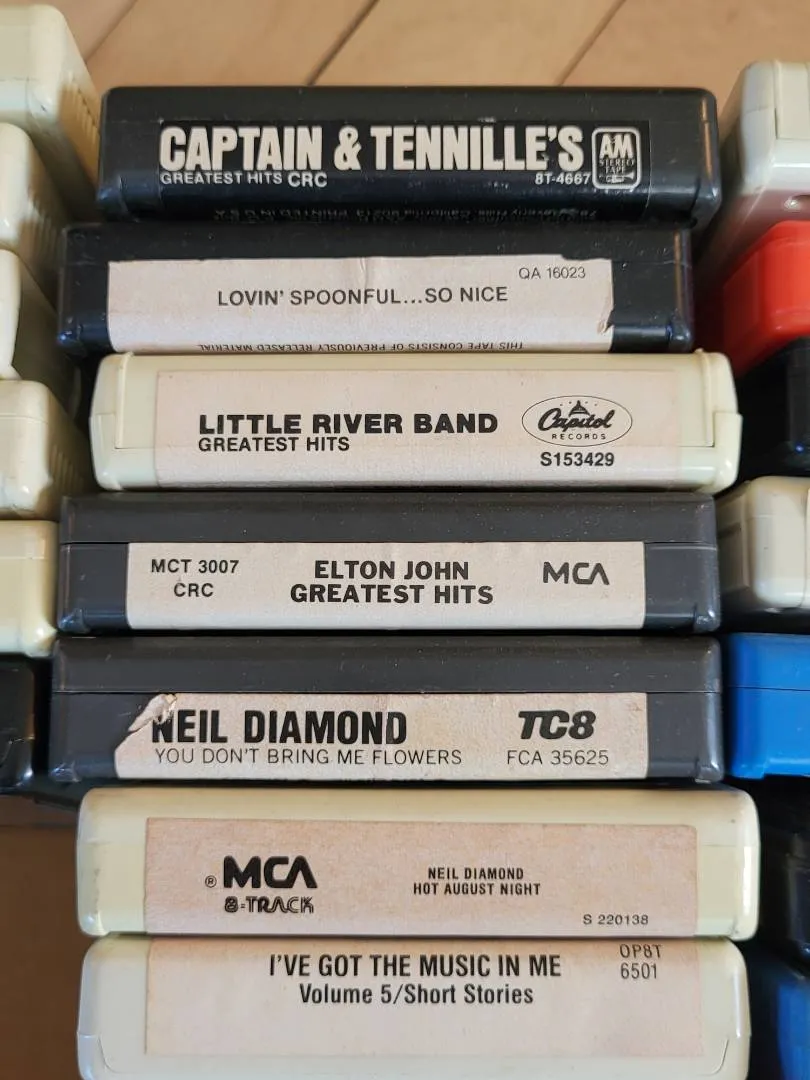 CAPTAIN & TENNILLE'S
GREATEST HITS CRC
8T-4667
A&M
STEREO
TAPE
LOVIN' SPOONFUL...SO NICE
QA 16023
THIS TAPE CONSISTS OF PREVIOUSLY RELEASED MATERIAL
LITTLE RIVER BAND
GREATEST HITS
Capitol
RECORDS
S153429
MCT 3007
CRC
ELTON JOHN
GREATEST HITS
MCA
NEIL DIAMOND
YOU DON'T BRING ME FLOWERS
TC8
FCA 35625
® MCA
8-TRACK
NEIL DIAMOND
HOT AUGUST NIGHT
S 220138
I'VE GOT THE MUSIC IN ME
Volume 5/Short Stories
OP8T
6501